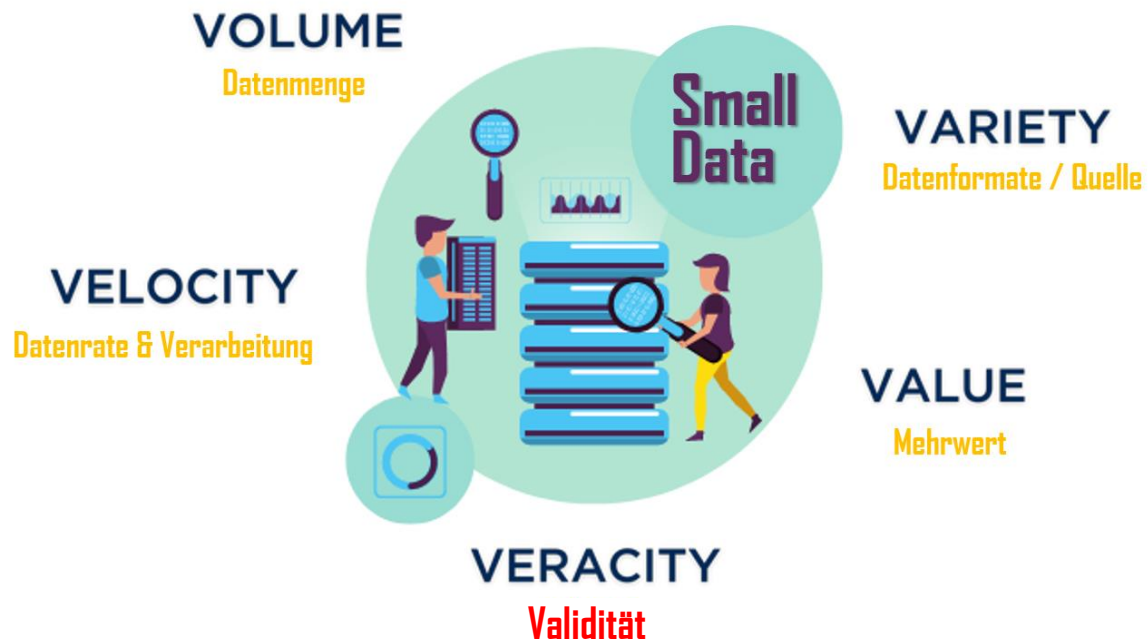 VOLUME
Datenmenge
Small
Data
VARIETY
Datenformate / Quelle
VELOCITY
Datenrate & Verarbeitung
VALUE
Mehrwert
VERACITY
Validität